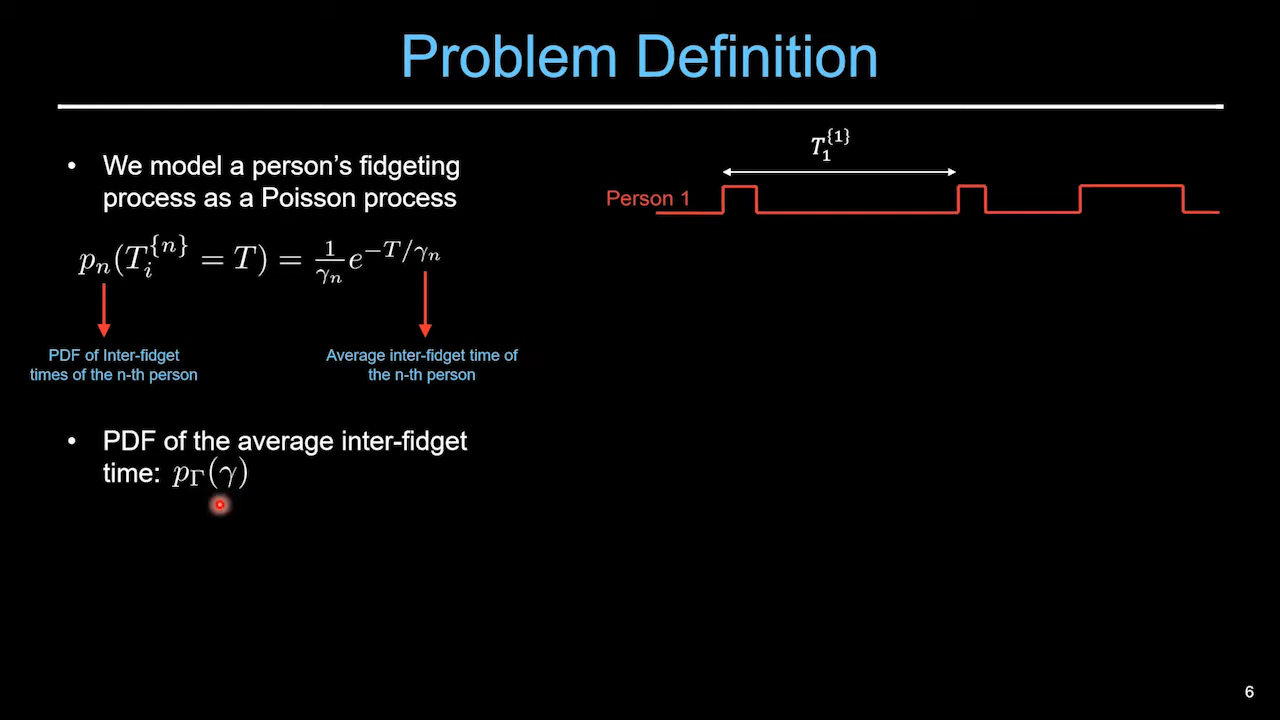 Problem Definition
• We model a person's fidgeting
process as a Poisson process
p_n(T_i^{n} = T) = \frac{1}{γ_n} e^{-T/γ_n}
PDF of Inter-fidget
times of the n-th person
Average inter-fidget time of
the n-th person
• PDF of the average inter-fidget
time: p_Γ(γ)
T_1^{1}
Person 1
6